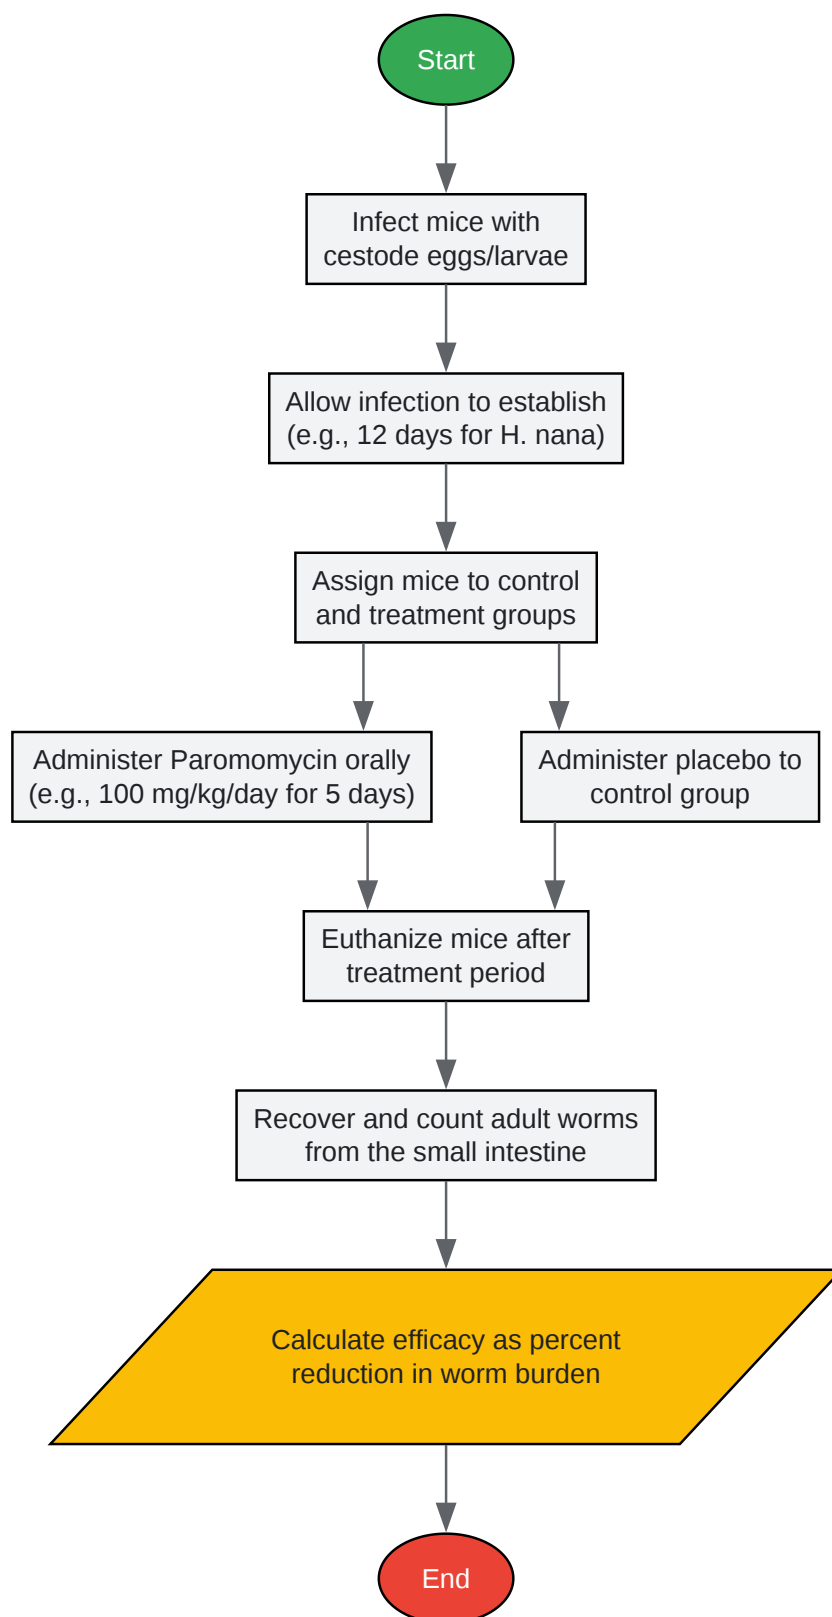 Start
Infect mice with
cestode eggs/larvae
Allow infection to establish
(e.g., 12 days for H. nana)
Assign mice to control
and treatment groups
Administer Paromomycin orally
(e.g., 100 mg/kg/day for 5 days)
Administer placebo to
control group
Euthanize mice after
treatment period
Recover and count adult worms
from the small intestine
Calculate efficacy as percent
reduction in worm burden
End